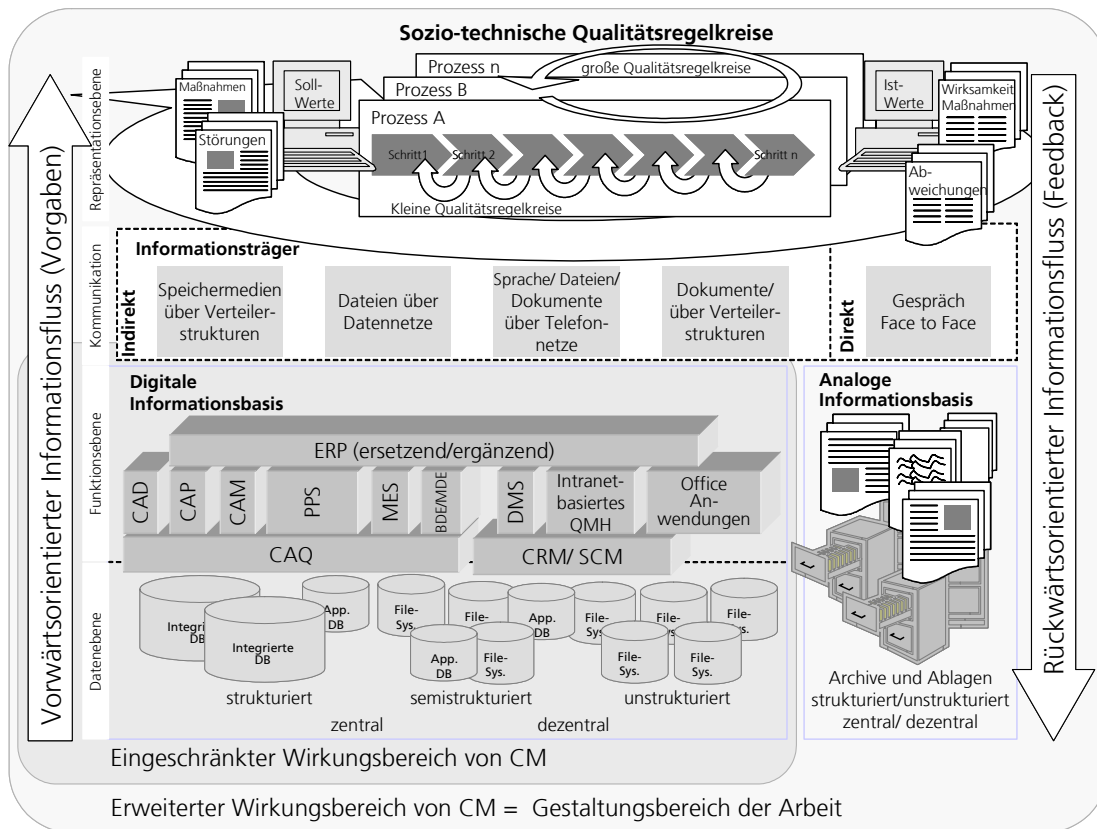 Sozio-technische Qualitätsregelkreise
Prozess n
große Qualitätsregelkreise
Prozess B
Prozess A
Schritt1
Schritt 2
Schritt n
Kleine Qualitätsregelkreise
Maßnahmen
Störungen
Soll-
Werte
Ist-
Werte
Wirksamkeit
Maßnahmen
Ab-
weichungen
Vorwärtsorientierter Informationsfluss (Vorgaben)
Rückwärtsorientierter Informationsfluss (Feedback)
Repräsentationsebene
Kommunikation
Funktionsebene
Datenebene
Informationsträger
Indirekt
Speichermedien
über Verteiler-
strukturen
Dateien über
Datennetze
Sprache/ Dateien/
Dokumente
über Telefon-
netze
Dokumente/
über Verteiler-
strukturen
Direkt
Gespräch
Face to Face
Digitale
Informationsbasis
ERP (ersetzend/ergänzend)
CAD
CAP
CAM
PPS
MES
BDE/MDE
DMS
Intranet-
basiertes
QMH
Office
An-
wendungen
CAQ
CRM/ SCM
Integrierte
DB
Integrierte
DB
App.
DB
File-
Sys.
File-
App.
DB
File-
Sys.
File-
Sys.
File-
Sys.
App.
DB
File-
Sys.
File-
Sys.
File-
Sys.
strukturiert
semistrukturiert
unstrukturiert
zentral
dezentral
Analoge
Informationsbasis
Archive und Ablagen
strukturiert/unstrukturiert
zentral/ dezentral
Eingeschränkter Wirkungsbereich von CM
Erweiterter Wirkungsbereich von CM = Gestaltungsbereich der Arbeit